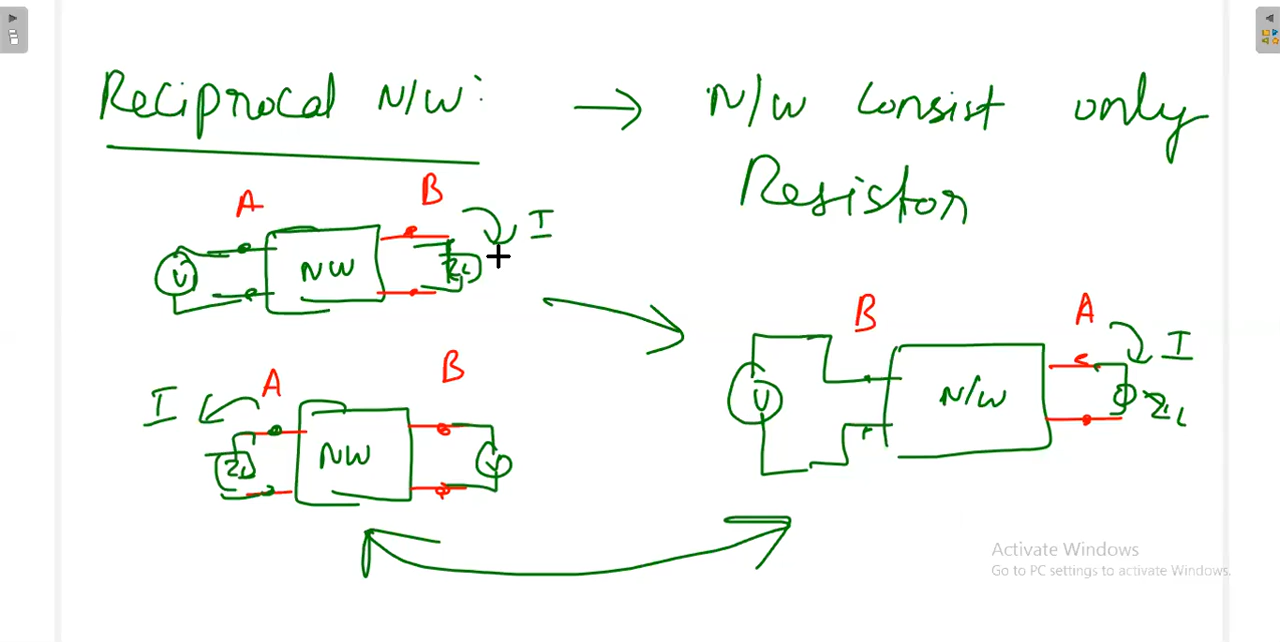 Reciprocal N/W: → N/W consist only
Resistor
A B I
V NW ZL
B A I
V N/W ZL
I A B
ZL NW V
Activate Windows
Go to PC settings to activate Windows.